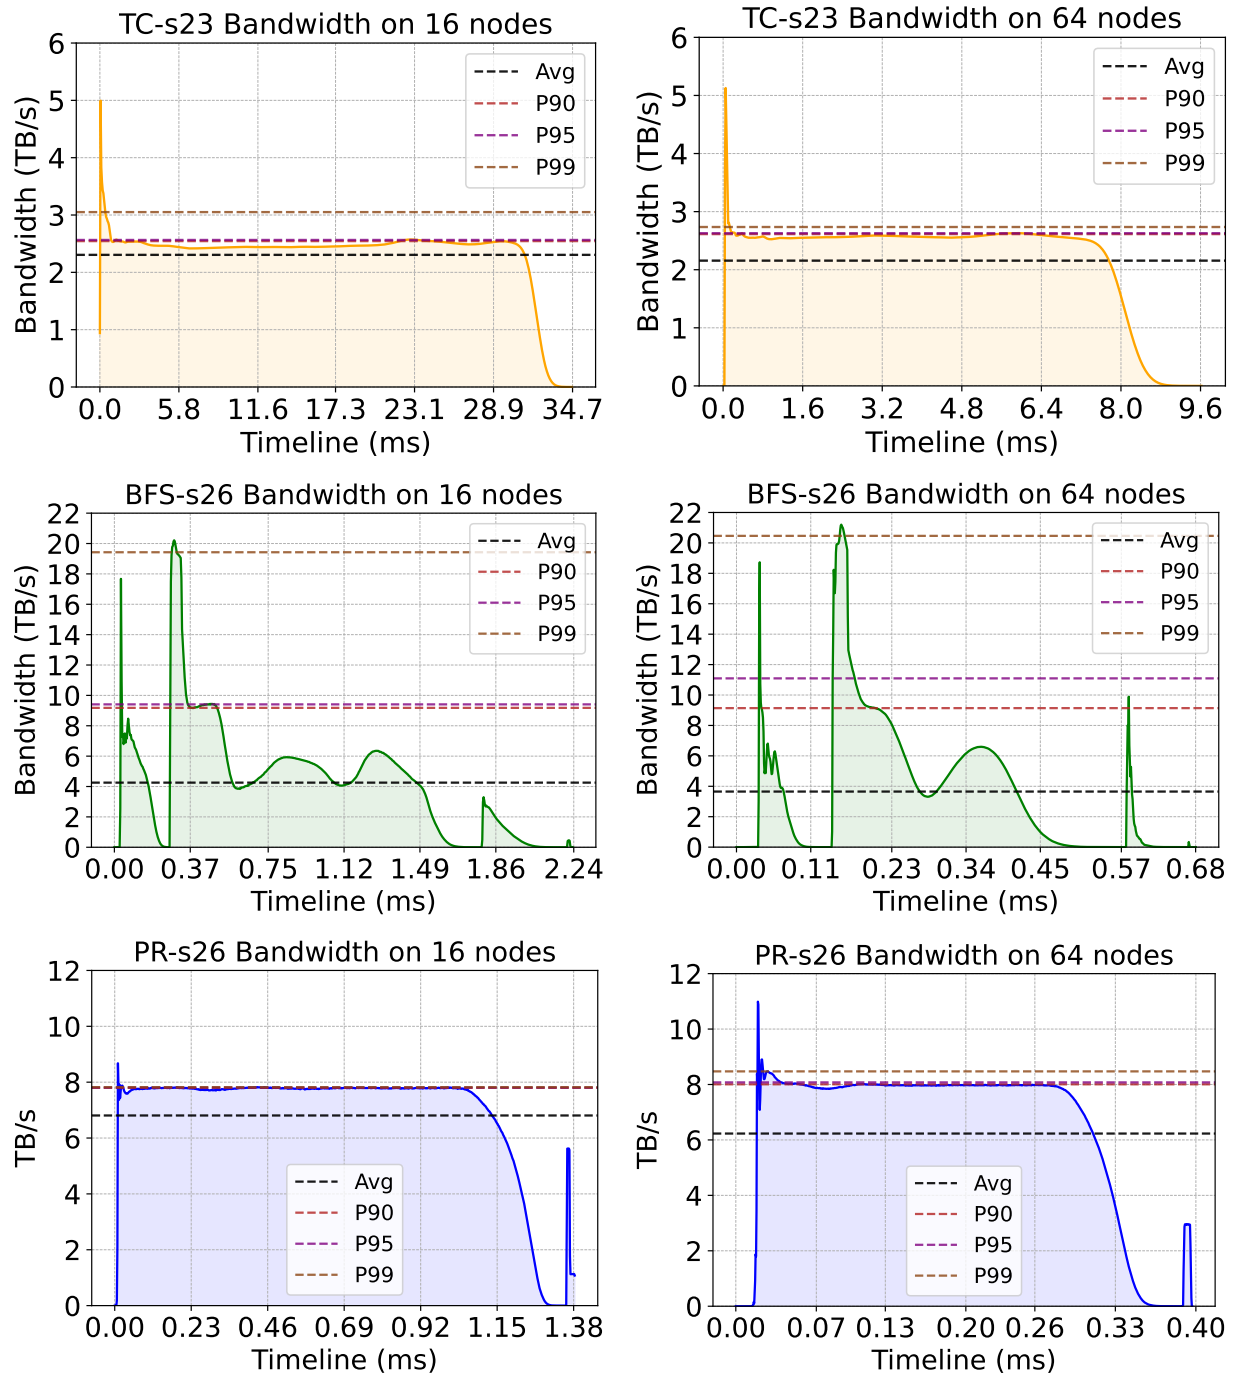 TC-s23 Bandwidth on 16 nodes
Bandwidth (TB/s)
6
5
4
3
2
1
0
Avg
P90
P95
P99
0.0 5.8 11.6 17.3 23.1 28.9 34.7
Timeline (ms)
TC-s23 Bandwidth on 64 nodes
Bandwidth (TB/s)
6
5
4
3
2
1
0
Avg
P90
P95
P99
0.0 1.6 3.2 4.8 6.4 8.0 9.6
Timeline (ms)
BFS-s26 Bandwidth on 16 nodes
Bandwidth (TB/s)
22
20
18
16
14
12
10
8
6
4
2
0
Avg
P90
P95
P99
0.00 0.37 0.75 1.12 1.49 1.86 2.24
Timeline (ms)
BFS-s26 Bandwidth on 64 nodes
Bandwidth (TB/s)
22
20
18
16
14
12
10
8
6
4
2
0
Avg
P90
P95
P99
0.00 0.11 0.23 0.34 0.45 0.57 0.68
Timeline (ms)
PR-s26 Bandwidth on 16 nodes
TB/s
12
10
8
6
4
2
0
Avg
P90
P95
P99
0.00 0.23 0.46 0.69 0.92 1.15 1.38
Timeline (ms)
PR-s26 Bandwidth on 64 nodes
TB/s
12
10
8
6
4
2
0
Avg
P90
P95
P99
0.00 0.07 0.13 0.20 0.26 0.33 0.40
Timeline (ms)